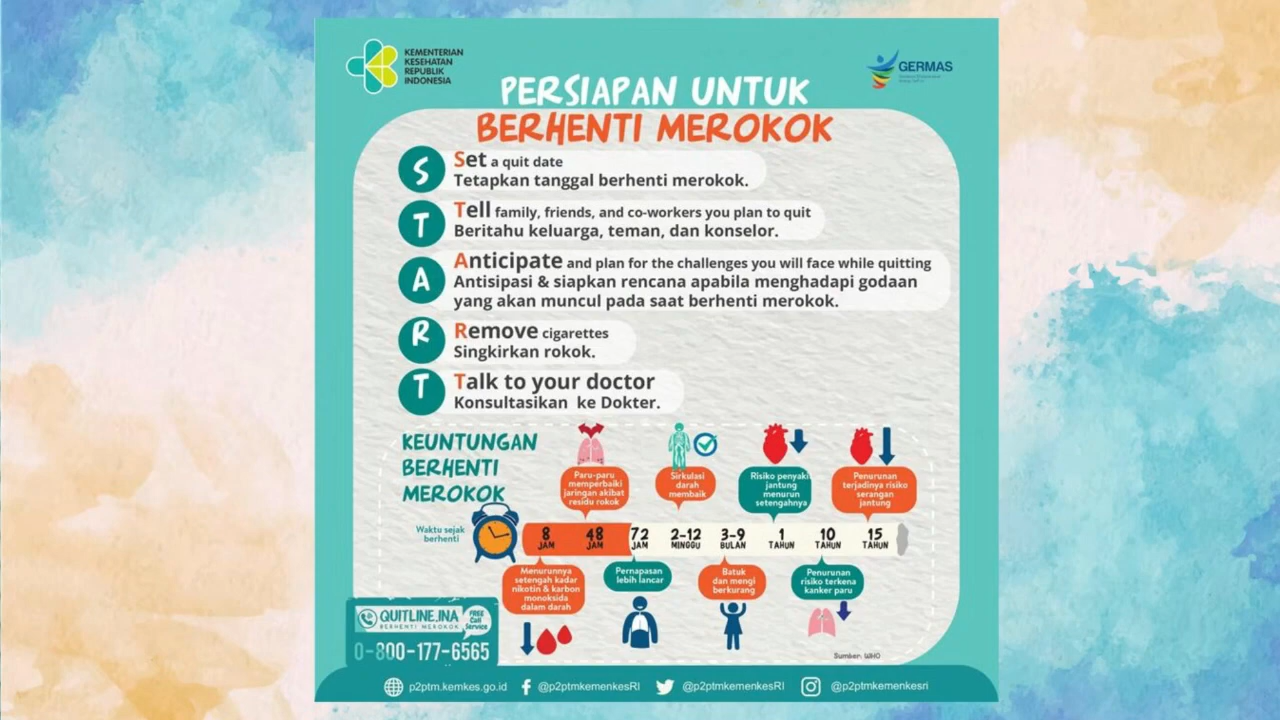 KEMENTERIAN
KESEHATAN
REPUBLIK
INDONESIA
GERMAS
PERSIAPAN UNTUK
BERHENTI MEROKOK
S
Set a quit date
Tetapkan tanggal berhenti merokok.
T
Tell family, friends, and co-workers you plan to quit
Beritahu keluarga, teman, dan konselor.
A
Anticipate and plan for the challenges you will face while quitting
Antisipasi & siapkan rencana apabila menghadapi godaan
yang akan muncul pada saat berhenti merokok.
R
Remove cigarettes
Singkirkan rokok.
T
Talk to your doctor
Konsultasikan ke Dokter.
KEUNTUNGAN
BERHENTI
MEROKOK
Paru-paru
memperbaiki
jaringan akibat
residu rokok
Sirkulasi
darah
membaik
Risiko penyakit
jantung
menurun
setengahnya
Penurunan
terjadinya risiko
serangan
jantung
Waktu sejak
berhenti
8 JAM
48 JAM
72 JAM
2-12 MINGGU
3-9 BULAN
1 TAHUN
10 TAHUN
15 TAHUN
Menurunnya
setengah kadar
nikotin & karbon
monoksida
dalam darah
Pernapasan
lebih lancar
Batuk
dan mengi
berkurang
Penurunan
risiko terkena
kanker paru
QUITLINE.INA
BERHENTI MEROKOK
FREE
Call
Service
0-800-177-6565
Sumber: WHO
p2ptm.kemkes.go.id
@p2ptmkemenkesRI
@p2ptmkemenkesRI
@p2ptmkemenkesri